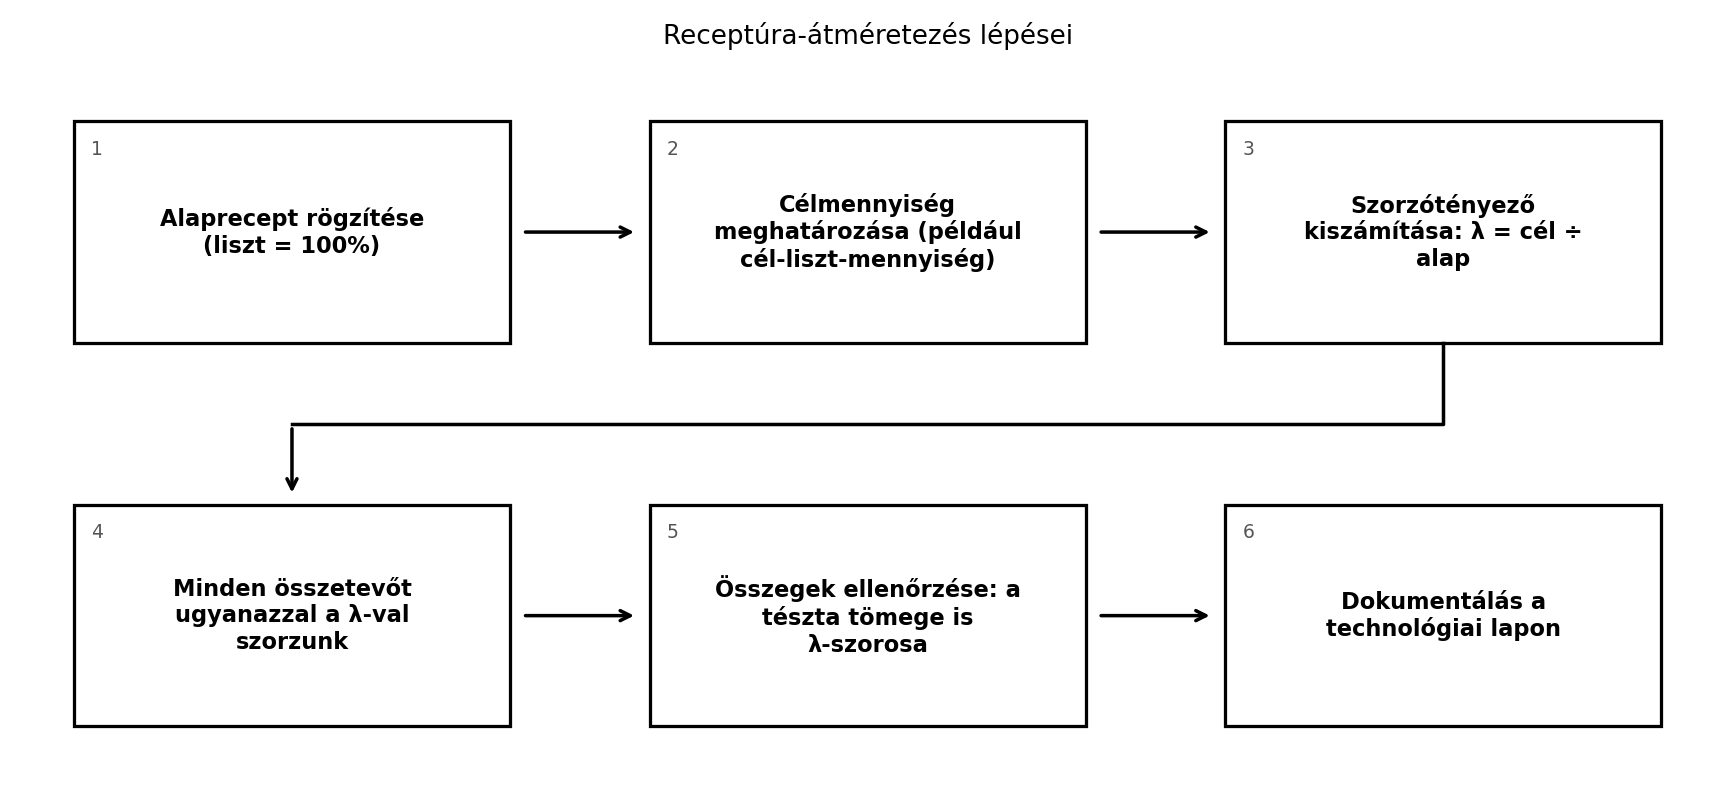 Receptúra-átméretezés lépései
1
Alaprecept rögzítése
(liszt = 100%)
2
Célmennyiség
meghatározása (például
cél-liszt-mennyiség)
3
Szorzótényező
kiszámítása: λ = cél ÷
alap
4
Minden összetevőt
ugyanazzal a λ-val
szorzunk
5
Összegek ellenőrzése: a
tészta tömege is
λ-szorosa
6
Dokumentálás a
technológiai lapon